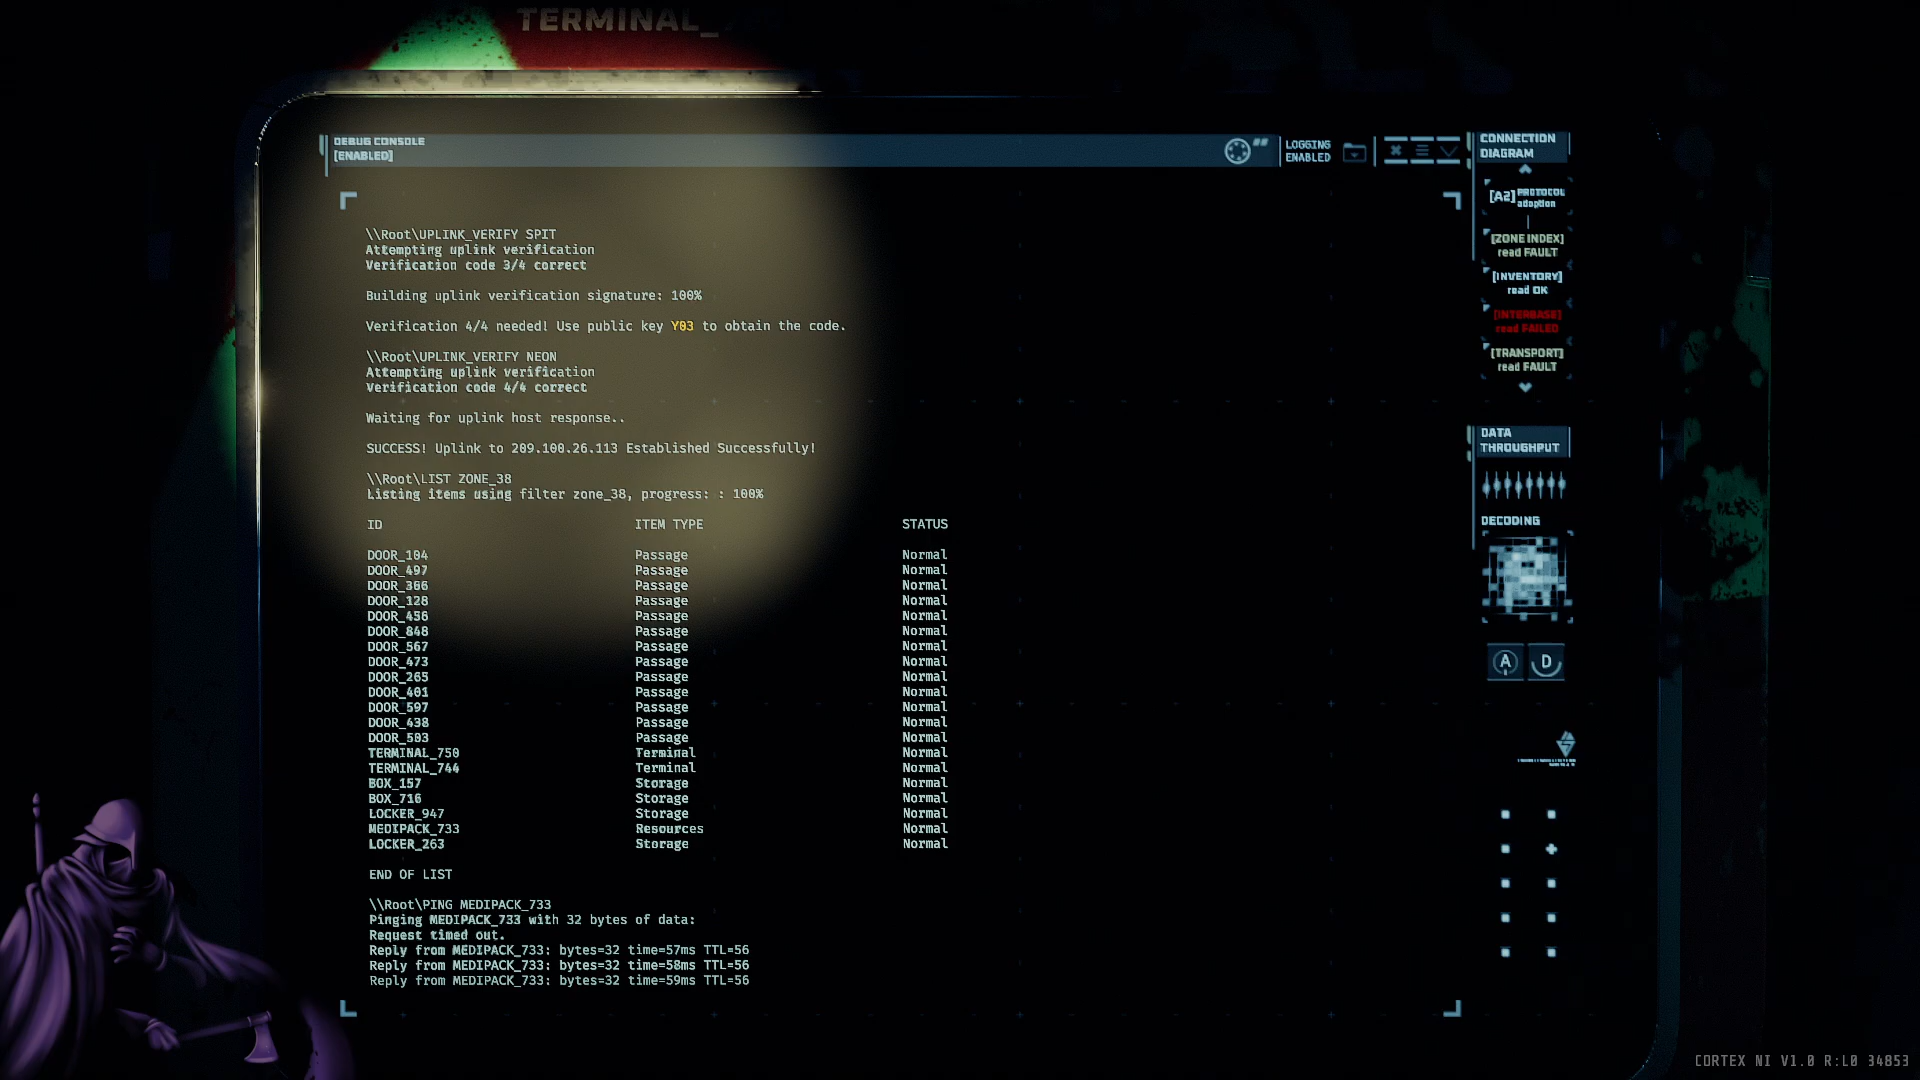 TERMINAL_
DEBUG CONSOLE
[ENABLED]
LOGGING
ENABLED
\\Root\UPLINK_VERIFY SPIT
Attempting uplink verification
Verification code 3/4 correct
Building uplink verification signature: 100%
Verification 4/4 needed! Use public key Y03 to obtain the code.
\\Root\UPLINK_VERIFY NEON
Attempting uplink verification
Verification code 4/4 correct
Waiting for uplink host response..
SUCCESS! Uplink to 209.100.26.113 Established Successfully!
\\Root\LIST ZONE_38
Listing items using filter zone_38, progress: : 100%
ID ITEM TYPE STATUS
DOOR_104 Passage Normal
DOOR_497 Passage Normal
DOOR_366 Passage Normal
DOOR_128 Passage Normal
DOOR_456 Passage Normal
DOOR_848 Passage Normal
DOOR_567 Passage Normal
DOOR_473 Passage Normal
DOOR_265 Passage Normal
DOOR_401 Passage Normal
DOOR_597 Passage Normal
DOOR_438 Passage Normal
DOOR_503 Passage Normal
TERMINAL_750 Terminal Normal
TERMINAL_744 Terminal Normal
BOX_157 Storage Normal
BOX_716 Storage Normal
LOCKER_947 Storage Normal
MEDIPACK_733 Resources Normal
LOCKER_263 Storage Normal
END OF LIST
\\Root\PING MEDIPACK_733
Pinging MEDIPACK_733 with 32 bytes of data:
Request timed out.
Reply from MEDIPACK_733: bytes=32 time=57ms TTL=56
Reply from MEDIPACK_733: bytes=32 time=58ms TTL=56
Reply from MEDIPACK_733: bytes=32 time=59ms TTL=56
CONNECTION
DIAGRAM
[A2] PROTOCOL
adoption
[ZONE INDEX]
read FAULT
[INVENTORY]
read OK
[INTERBASE]
read FAILED
[TRANSPORT]
read FAULT
DATA
THROUGHPUT
DECODING
A D
CORTEX NI V1.0 R:L0 34853